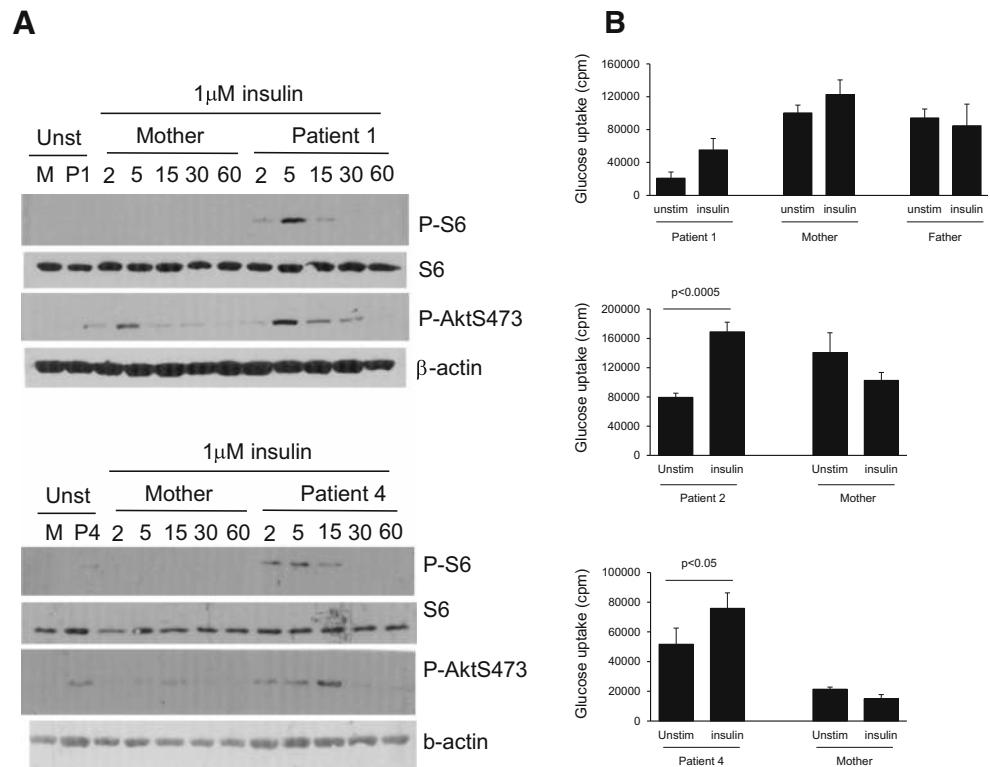 A
1μM insulin
Unst Mother Patient 1
M P1 2 5 15 30 60 2 5 15 30 60
P-S6
S6
P-AktS473
β-actin
1μM insulin
Unst Mother Patient 4
M P4 2 5 15 30 60 2 5 15 30 60
P-S6
S6
P-AktS473
b-actin
B
Glucose uptake (cpm)
160000
120000
80000
40000
0
unstim insulin unstim insulin unstim insulin
Patient 1 Mother Father
p<0.0005
Glucose uptake (cpm)
200000
160000
120000
80000
40000
0
Unstim insulin Unstim insulin
Patient 2 Mother
p<0.05
Glucose uptake (cpm)
100000
80000
60000
40000
20000
0
Unstim insulin Unstim insulin
Patient 4 Mother